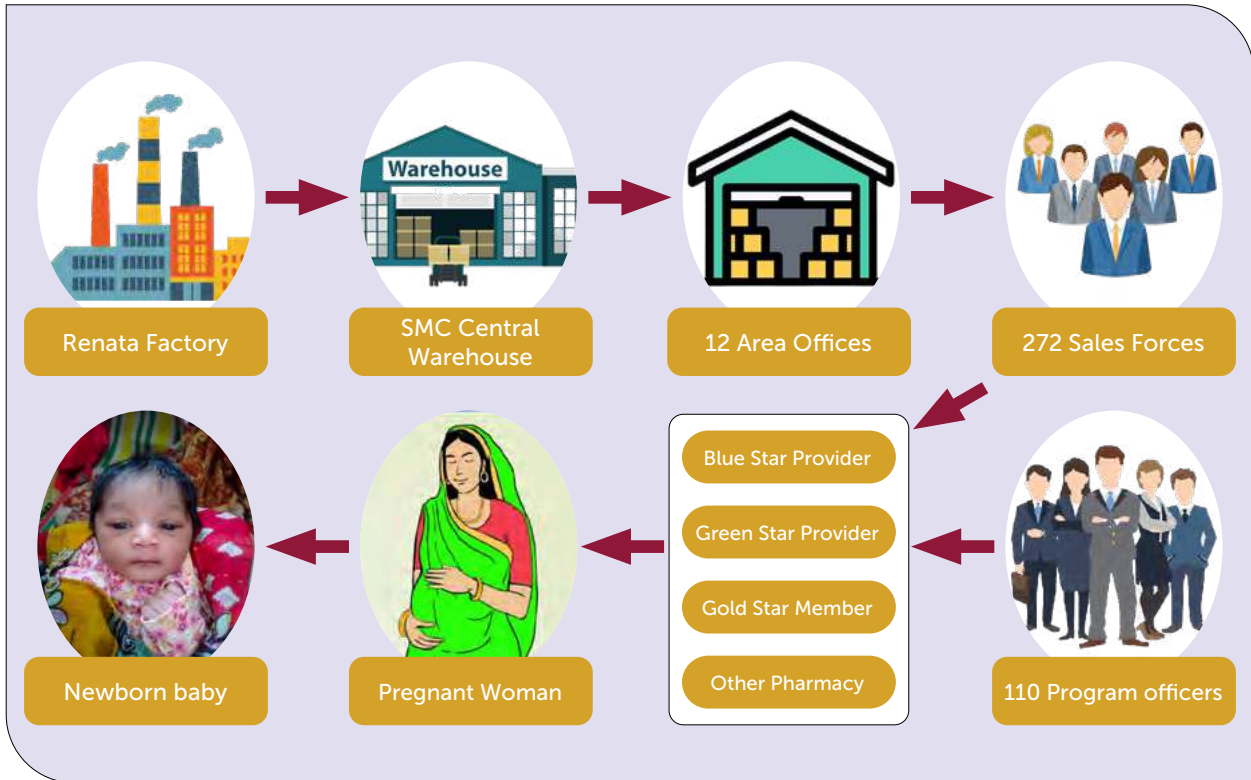 Warehouse
Renata Factory
SMC Central
Warehouse
12 Area Offices
272 Sales Forces
Blue Star Provider
Green Star Provider
Gold Star Member
Other Pharmacy
Newborn baby
Pregnant Woman
110 Program officers